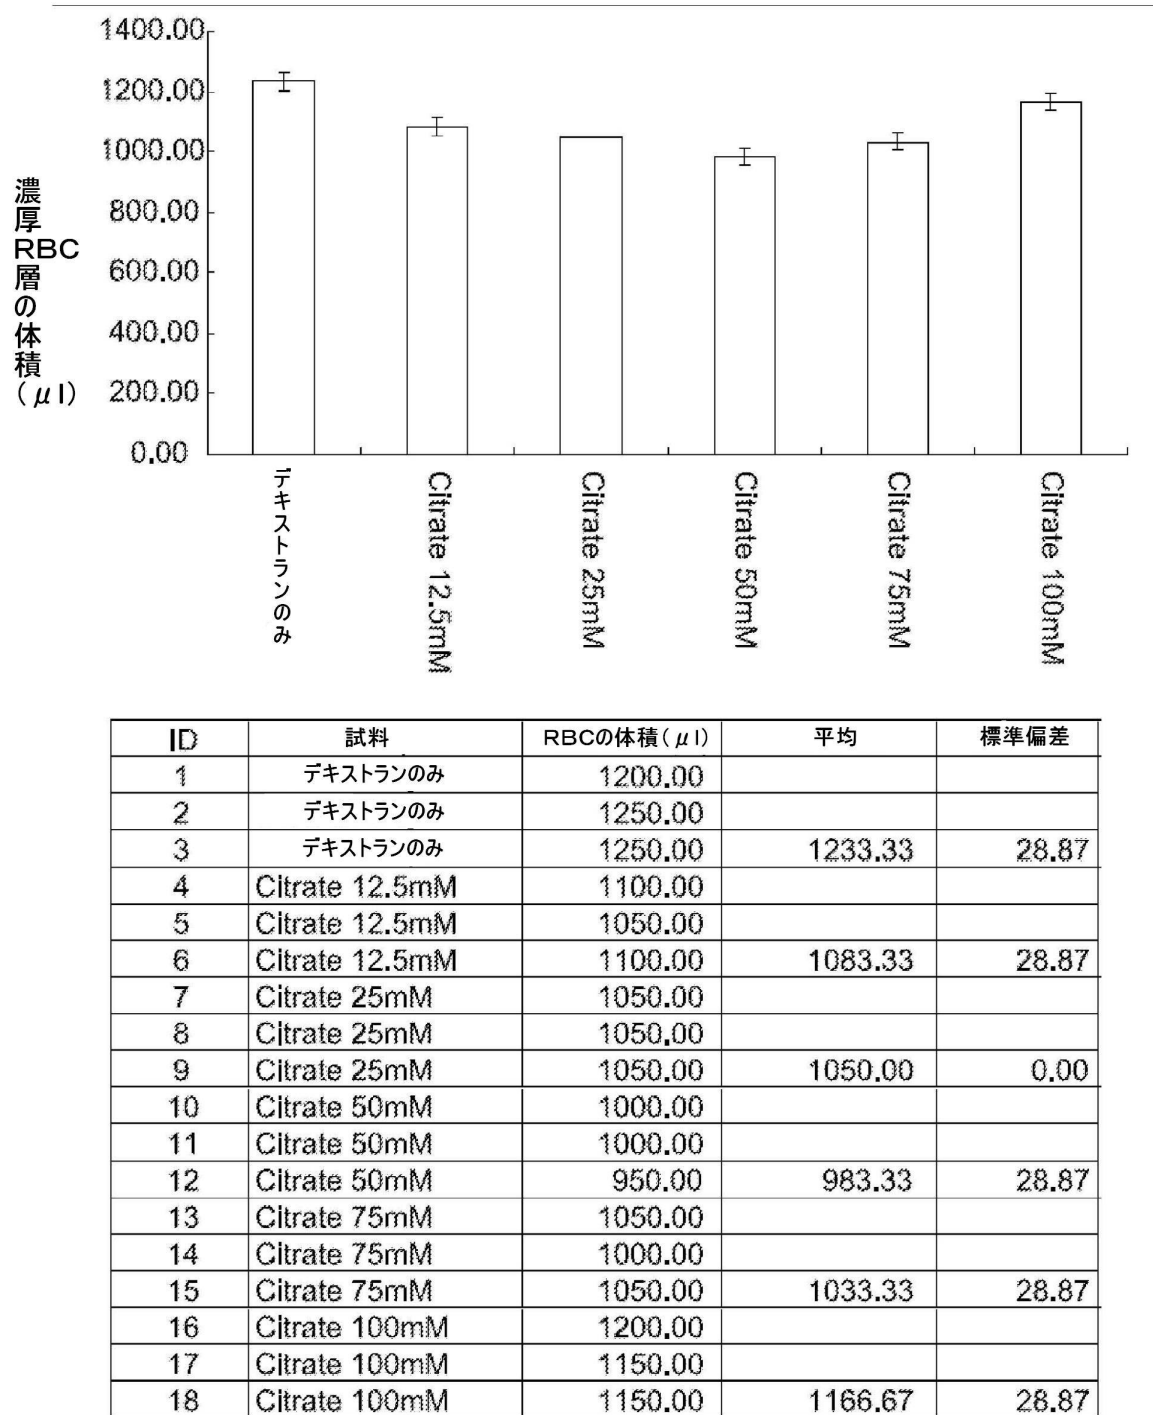 1400.00
1200.00
1000.00
800.00
600.00
400.00
200.00
0.00
濃厚RBC層の体積(μl)
デキストランのみ
Citrate 12.5mM
Citrate 25mM
Citrate 50mM
Citrate 75mM
Citrate 100mM
ID 試料 RBCの体積(μl) 平均 標準偏差
1 デキストランのみ 1200.00
2 デキストランのみ 1250.00
3 デキストランのみ 1250.00 1233.33 28.87
4 Citrate 12.5mM 1100.00
5 Citrate 12.5mM 1050.00
6 Citrate 12.5mM 1100.00 1083.33 28.87
7 Citrate 25mM 1050.00
8 Citrate 25mM 1050.00
9 Citrate 25mM 1050.00 1050.00 0.00
10 Citrate 50mM 1000.00
11 Citrate 50mM 1000.00
12 Citrate 50mM 950.00 983.33 28.87
13 Citrate 75mM 1050.00
14 Citrate 75mM 1000.00
15 Citrate 75mM 1050.00 1033.33 28.87
16 Citrate 100mM 1200.00
17 Citrate 100mM 1150.00
18 Citrate 100mM 1150.00 1166.67 28.87